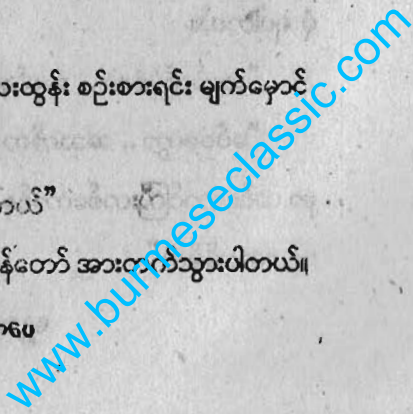 းထွန်း စဉ်းစားရင်း မျက်မှောင်
တယ်”
န်တော် အားတက်သွားပါတယ်။
www.burmeseclassic.com